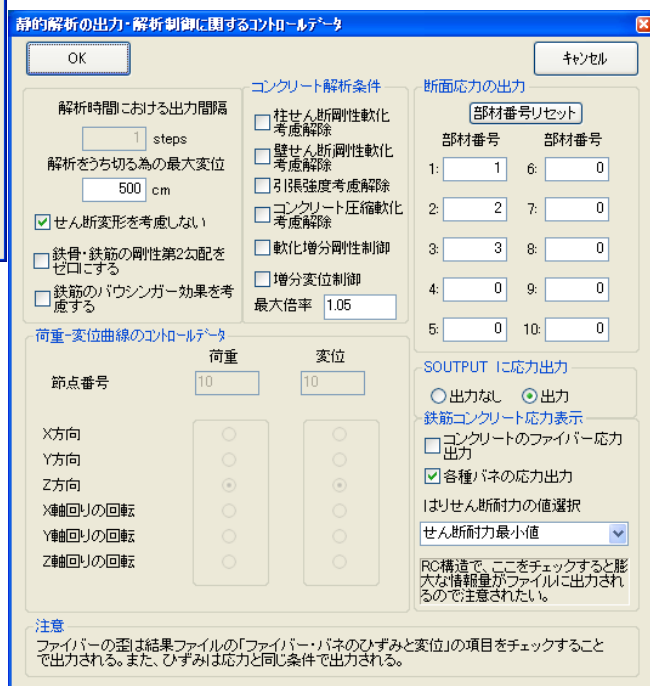 静的解析の出力・解析制御に関するコントロールデータ
OK
キャンセル
解析時間における出力間隔
1 steps
解析をうち切る為の最大変位
500 cm
せん断変形を考慮しない
鉄骨・鉄筋の剛性第2勾配を
ゼロにする
鉄筋のバウシンガー効果を考
慮する
コンクリート解析条件
柱せん断剛性軟化
考慮解除
壁せん断剛性軟化
考慮解除
引張強度考慮解除
コンクリート圧縮軟化
考慮解除
軟化増分剛性制御
増分変位制御
最大倍率 1.05
断面応力の出力
部材番号リセット
部材番号 部材番号
1: 1 6: 0
2: 2 7: 0
3: 3 8: 0
4: 0 9: 0
5: 0 10: 0
荷重-変位曲線のコントロールデータ
荷重 変位
節点番号 10 10
X方向
Y方向
Z方向
X軸回りの回転
Y軸回りの回転
Z軸回りの回転
SOUTPUT に応力出力
出力なし 出力
鉄筋コンクリート応力表示
コンクリートのファイバー応力
出力
各種バネの応力出力
はりせん断耐力の値選択
せん断耐力最小値
RC構造で、ここをチェックすると膨
大な情報量がファイルに出力され
るので注意されたい。
注意
ファイバーの歪は結果ファイルの「ファイバー・バネのひずみと変位」の項目をチェックすること
で出力される。また、ひずみは応力と同じ条件で出力される。